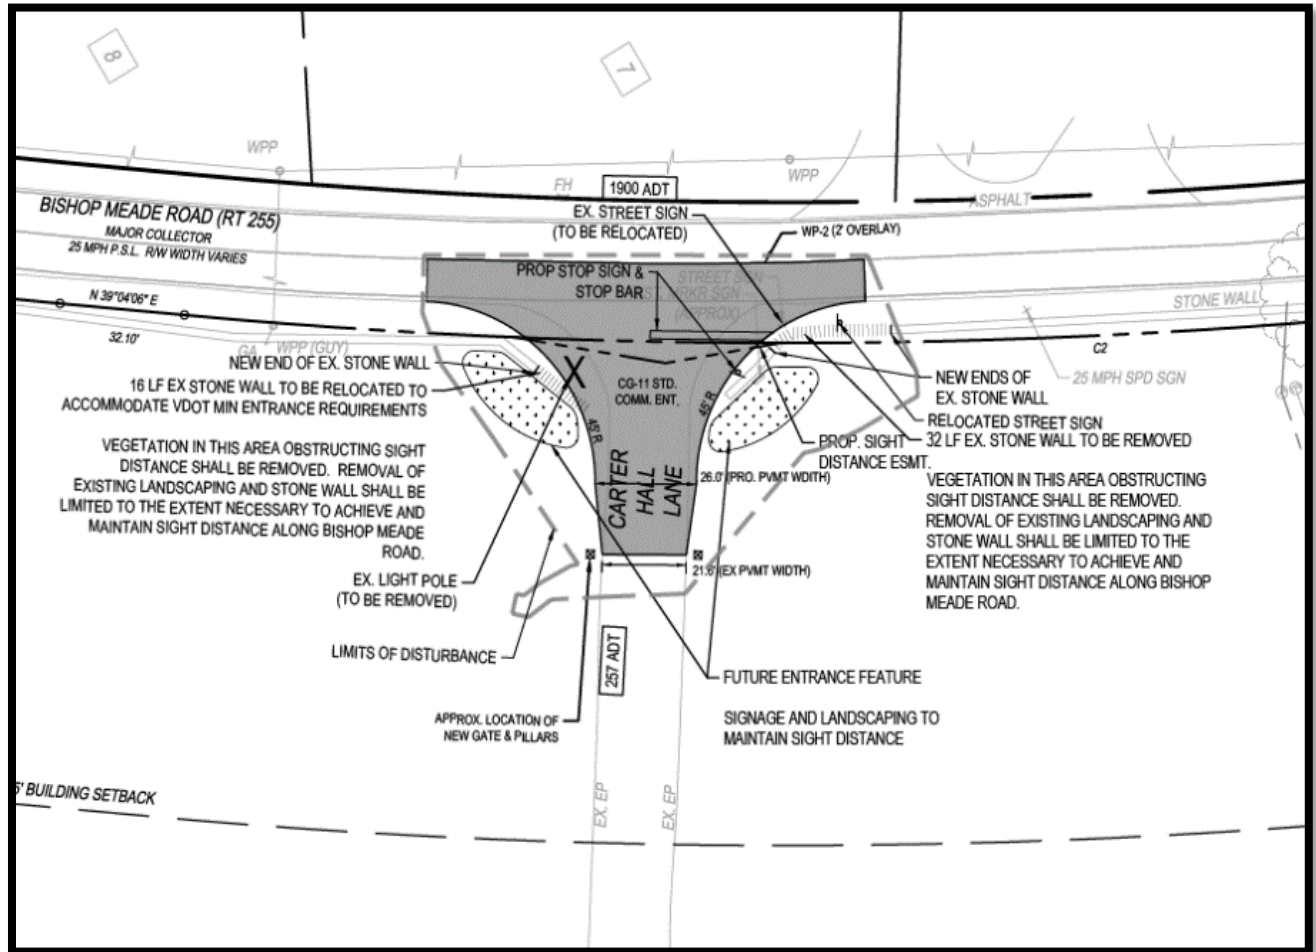 8
7
WPP
WPP
FH
1900 ADT
ASPHALT
BISHOP MEADE ROAD (RT 255)
MAJOR COLLECTOR
25 MPH P.S.L. R/W WIDTH VARIES
EX. STREET SIGN
(TO BE RELOCATED)
WP-2 (2' OVERLAY)
PROP STOP SIGN &
STOP BAR
STREET SGN
MRKR SGN
(APPROX)
STONE WALL
N 39°04'06" E
32.10'
GA
WPP (GUY)
C2
25 MPH SPD SGN
NEW END OF EX. STONE WALL
16 LF EX STONE WALL TO BE RELOCATED TO
ACCOMMODATE VDOT MIN ENTRANCE REQUIREMENTS
CG-11 STD.
COMM. ENT.
45' R
45' R
NEW ENDS OF
EX. STONE WALL
RELOCATED STREET SIGN
32 LF EX. STONE WALL TO BE REMOVED
PROP. SIGHT
DISTANCE ESMT.
VEGETATION IN THIS AREA OBSTRUCTING SIGHT
DISTANCE SHALL BE REMOVED. REMOVAL OF
EXISTING LANDSCAPING AND STONE WALL SHALL BE
LIMITED TO THE EXTENT NECESSARY TO ACHIEVE AND
MAINTAIN SIGHT DISTANCE ALONG BISHOP MEADE
ROAD.
26.0' (PRO. PVMT WDITH)
CARTER
HALL
LANE
VEGETATION IN THIS AREA OBSTRUCTING
SIGHT DISTANCE SHALL BE REMOVED.
REMOVAL OF EXISTING LANDSCAPING AND
STONE WALL SHALL BE LIMITED TO THE
EXTENT NECESSARY TO ACHIEVE AND
MAINTAIN SIGHT DISTANCE ALONG BISHOP
MEADE ROAD.
EX. LIGHT POLE
(TO BE REMOVED)
21.6' (EX PVMT WIDTH)
LIMITS OF DISTURBANCE
257 ADT
FUTURE ENTRANCE FEATURE
SIGNAGE AND LANDSCAPING TO
MAINTAIN SIGHT DISTANCE
APPROX. LOCATION OF
NEW GATE & PILLARS
5' BUILDING SETBACK
EX. EP
EX. EP